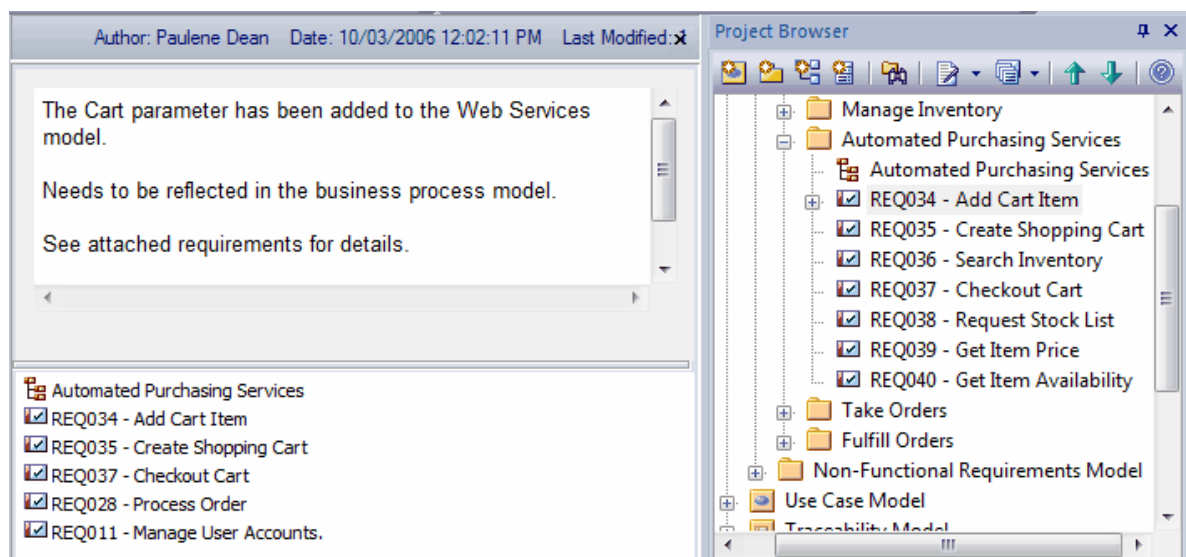 Author: Paulene Dean Date: 10/03/2006 12:02:11 PM Last Modified:
The Cart parameter has been added to the Web Services
model.
Needs to be reflected in the business process model.
See attached requirements for details.
Automated Purchasing Services
REQ034 - Add Cart Item
REQ035 - Create Shopping Cart
REQ037 - Checkout Cart
REQ028 - Process Order
REQ011 - Manage User Accounts.
Project Browser
Manage Inventory
Automated Purchasing Services
Automated Purchasing Services
REQ034 - Add Cart Item
REQ035 - Create Shopping Cart
REQ036 - Search Inventory
REQ037 - Checkout Cart
REQ038 - Request Stock List
REQ039 - Get Item Price
REQ040 - Get Item Availability
Take Orders
Fulfill Orders
Non-Functional Requirements Model
Use Case Model
Traceability Model